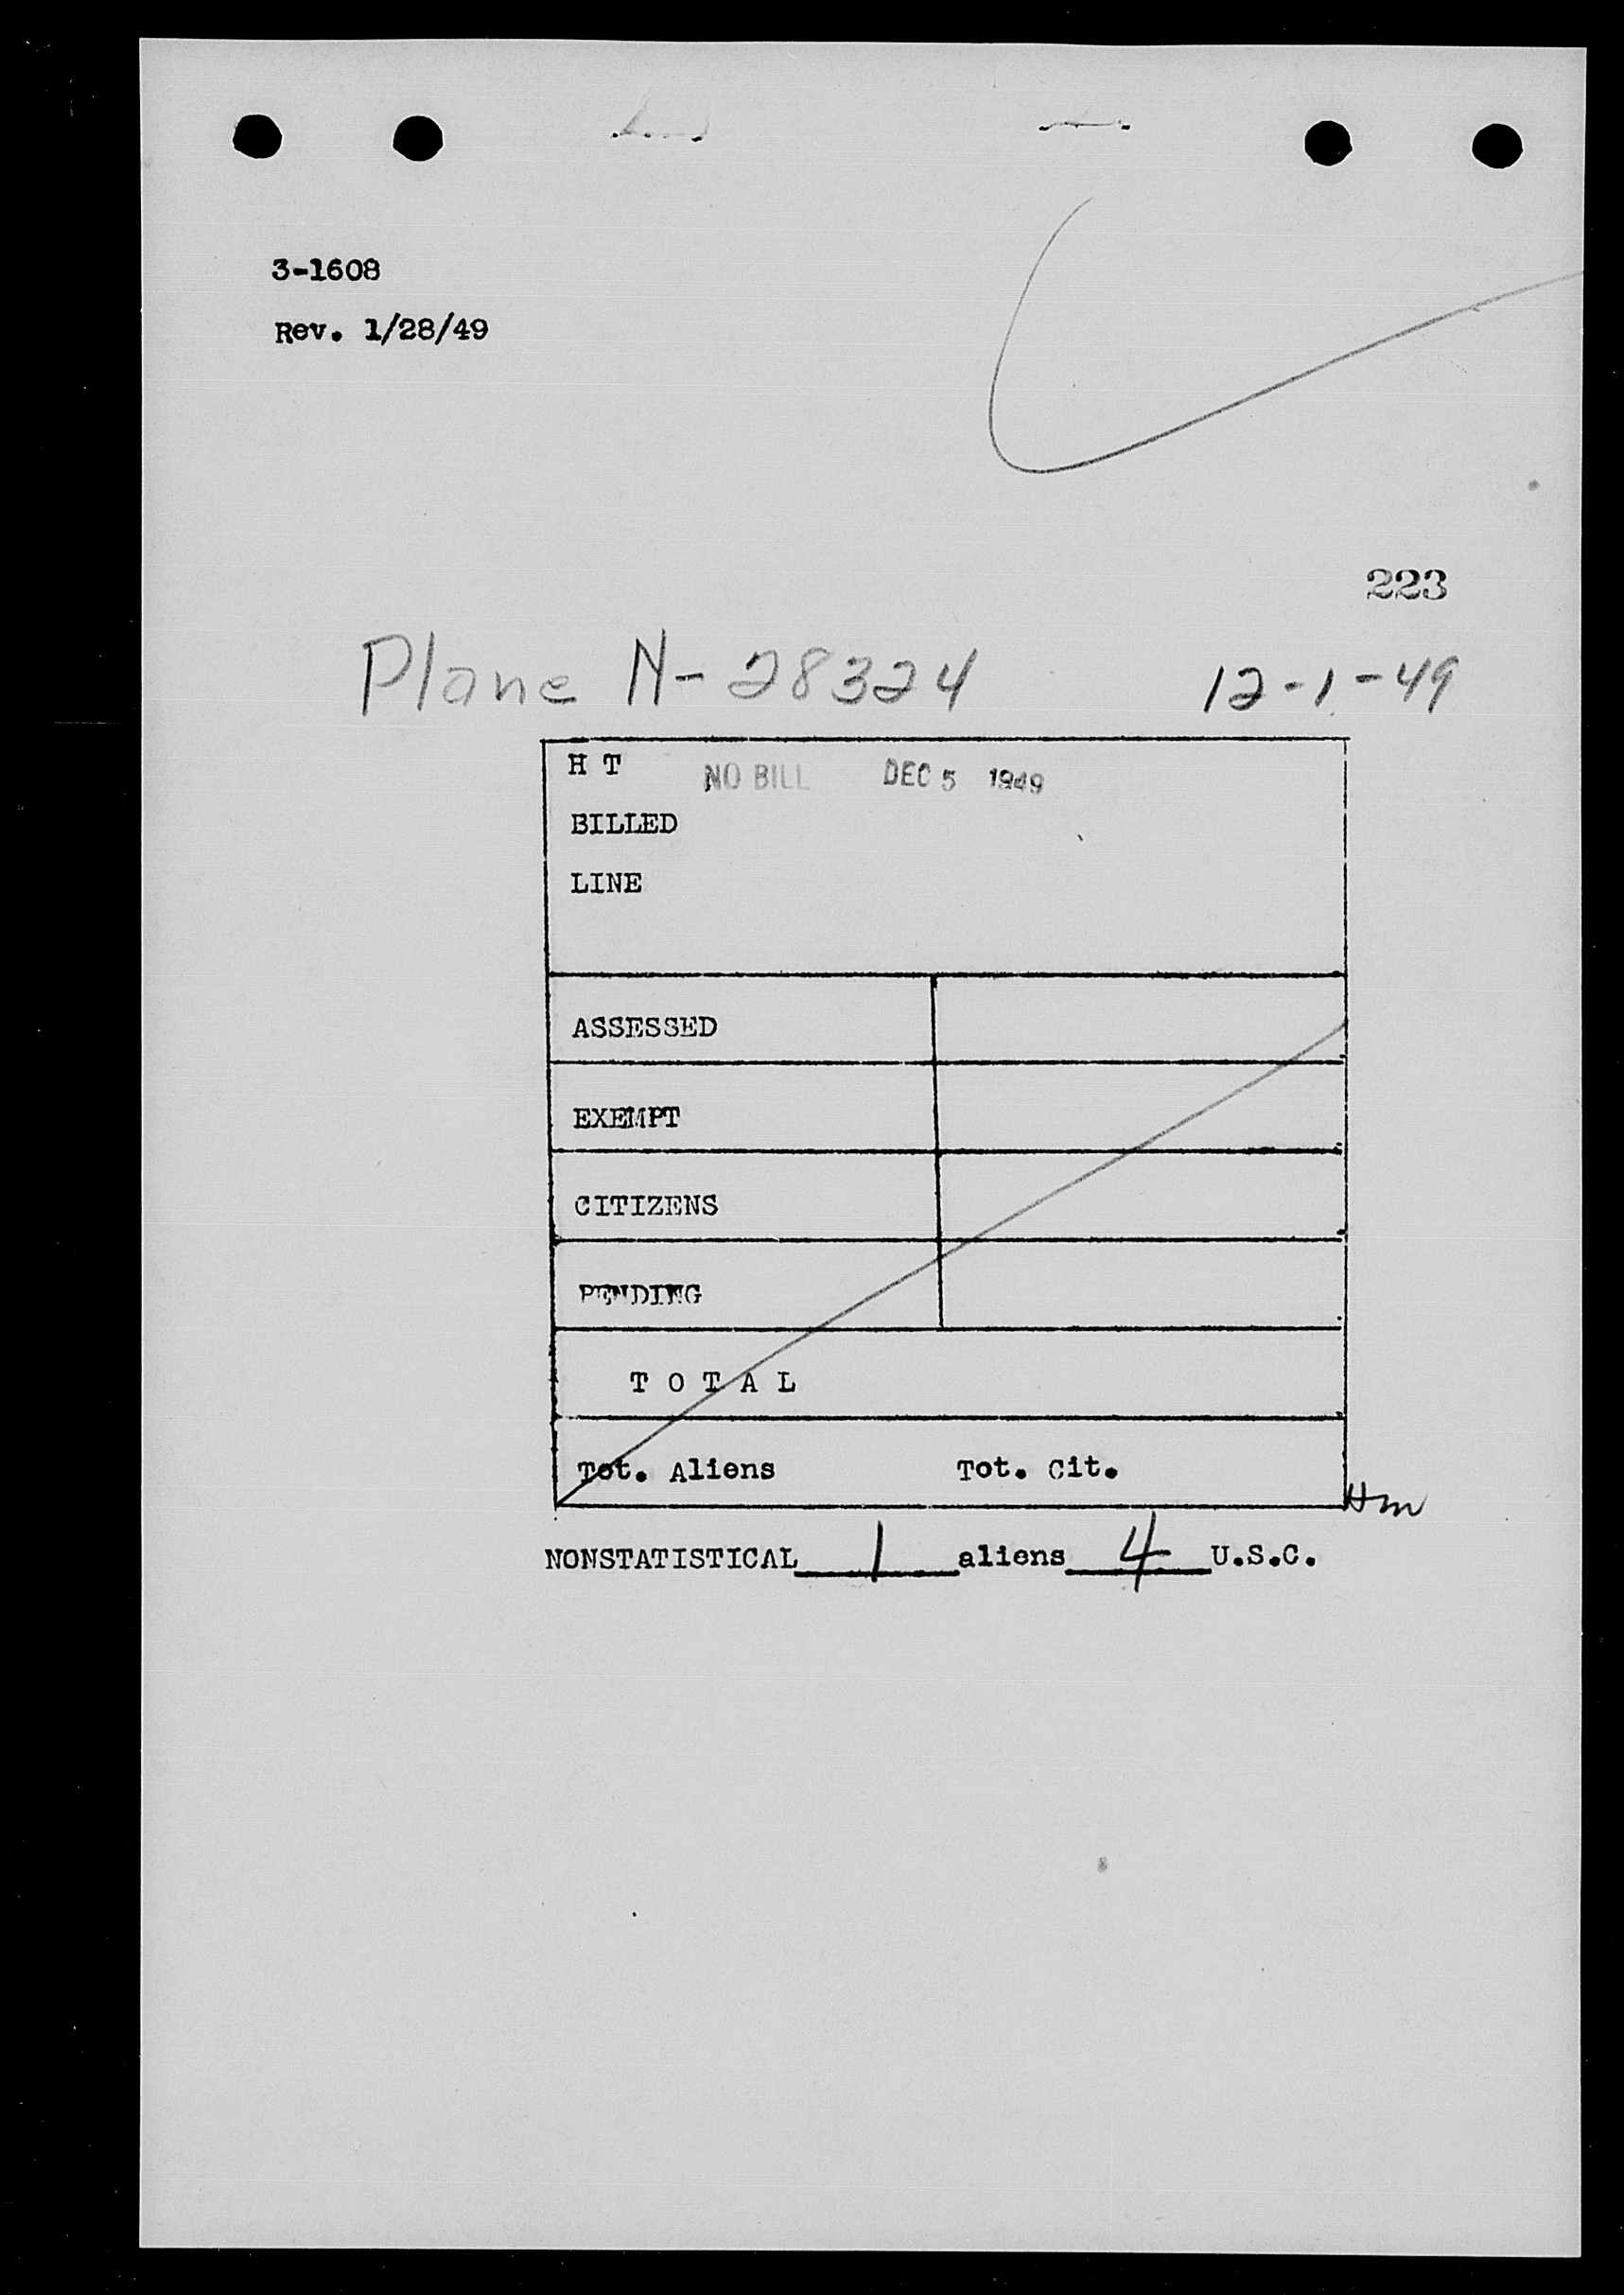 3-1608
Rev. 1/28/49
223
Plane N-28324 12-1-49
H T NO BILL DEC 5 1949
BILLED
LINE
ASSESSED
EXEMPT
CITIZENS
PENDING
T O T A L
Tot. Aliens Tot. Cit.
NONSTATISTICAL 1 aliens 4 U.S.C.